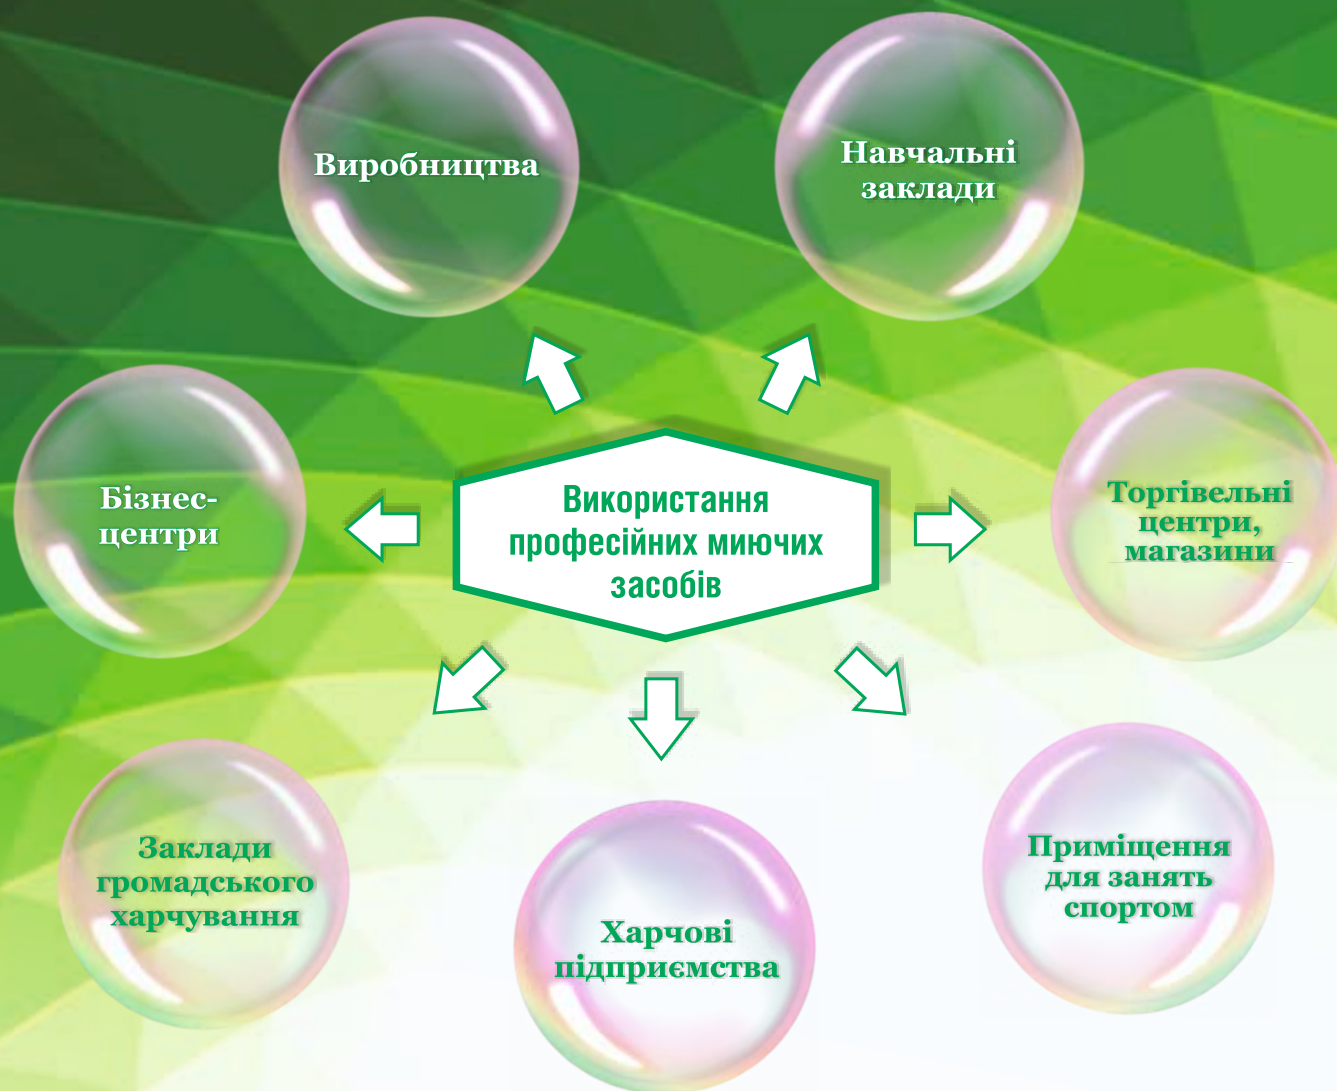 Виробництва
Навчальні
заклади
Бізнес-
центри
Використання
професійних миючих
засобів
Торгівельні
центри,
магазини
Заклади
громадського
харчування
Харчові
підприємства
Приміщення
для занять
спортом